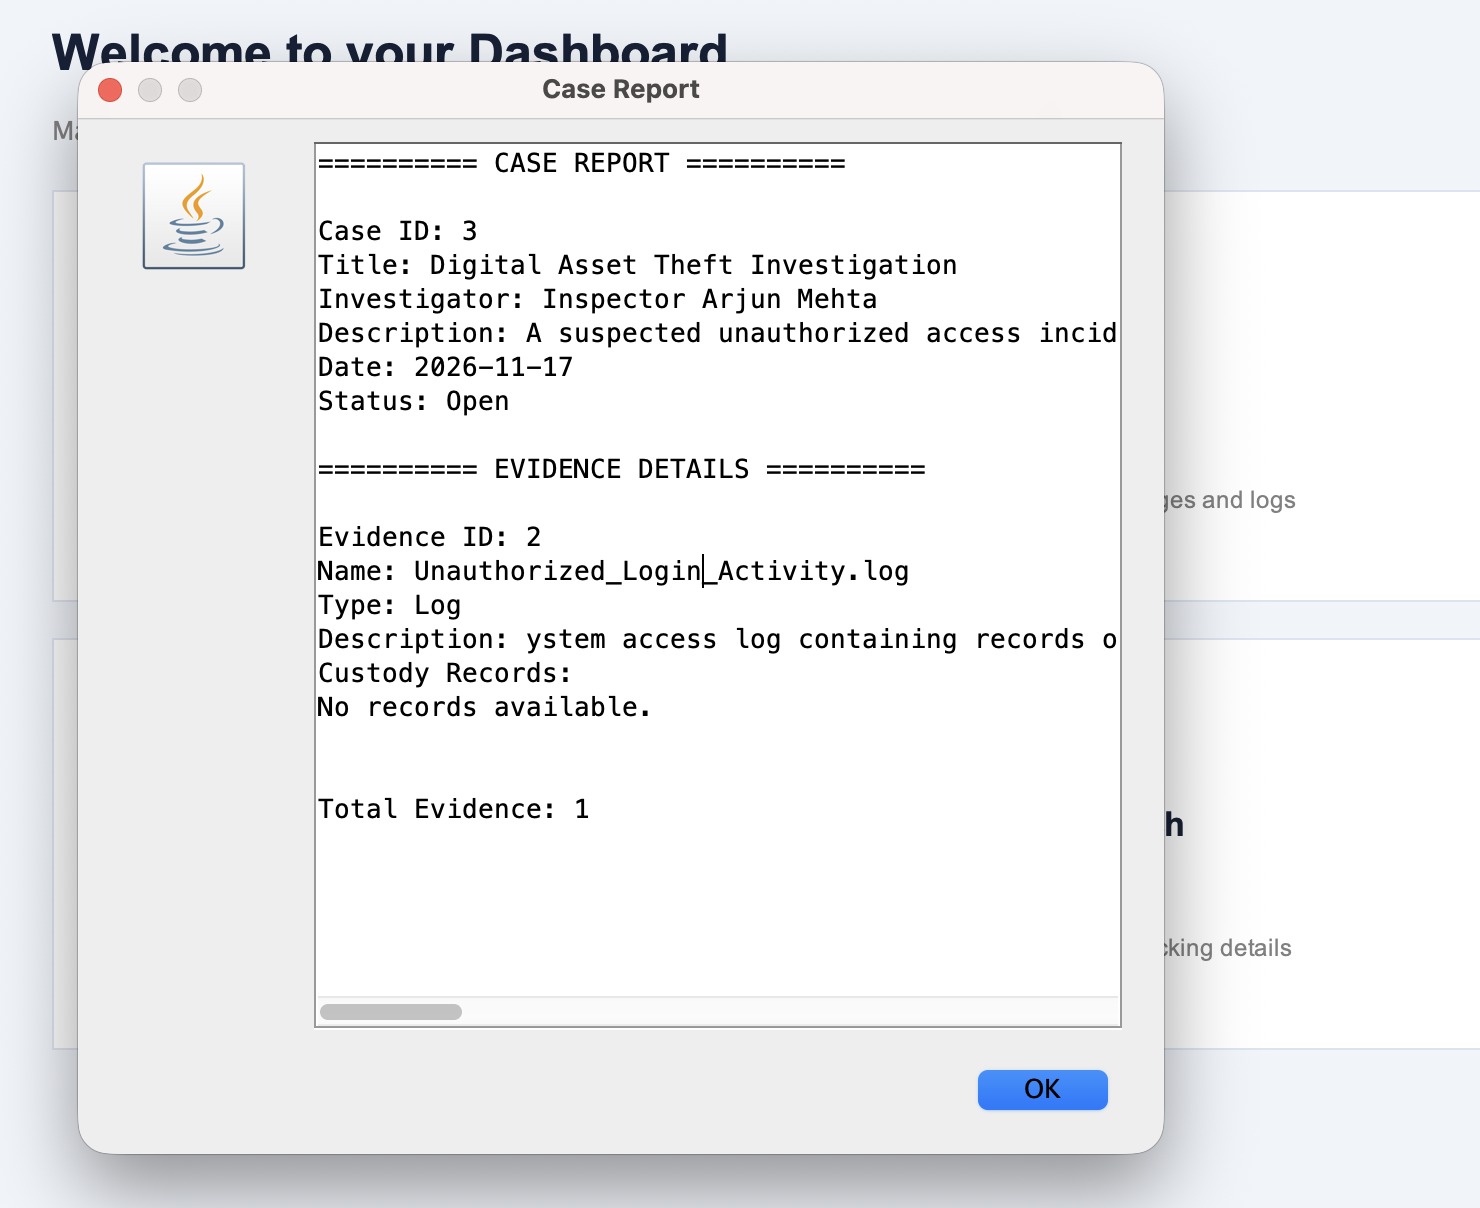 Welcome to your Dashboard
Case Report
========== CASE REPORT ==========
Case ID: 3
Title: Digital Asset Theft Investigation
Investigator: Inspector Arjun Mehta
Description: A suspected unauthorized access incid
Date: 2026-11-17
Status: Open
========== EVIDENCE DETAILS ==========
Evidence ID: 2
Name: Unauthorized_Login_Activity.log
Type: Log
Description: ystem access log containing records o
Custody Records:
No records available.
Total Evidence: 1
and logs
details
OK